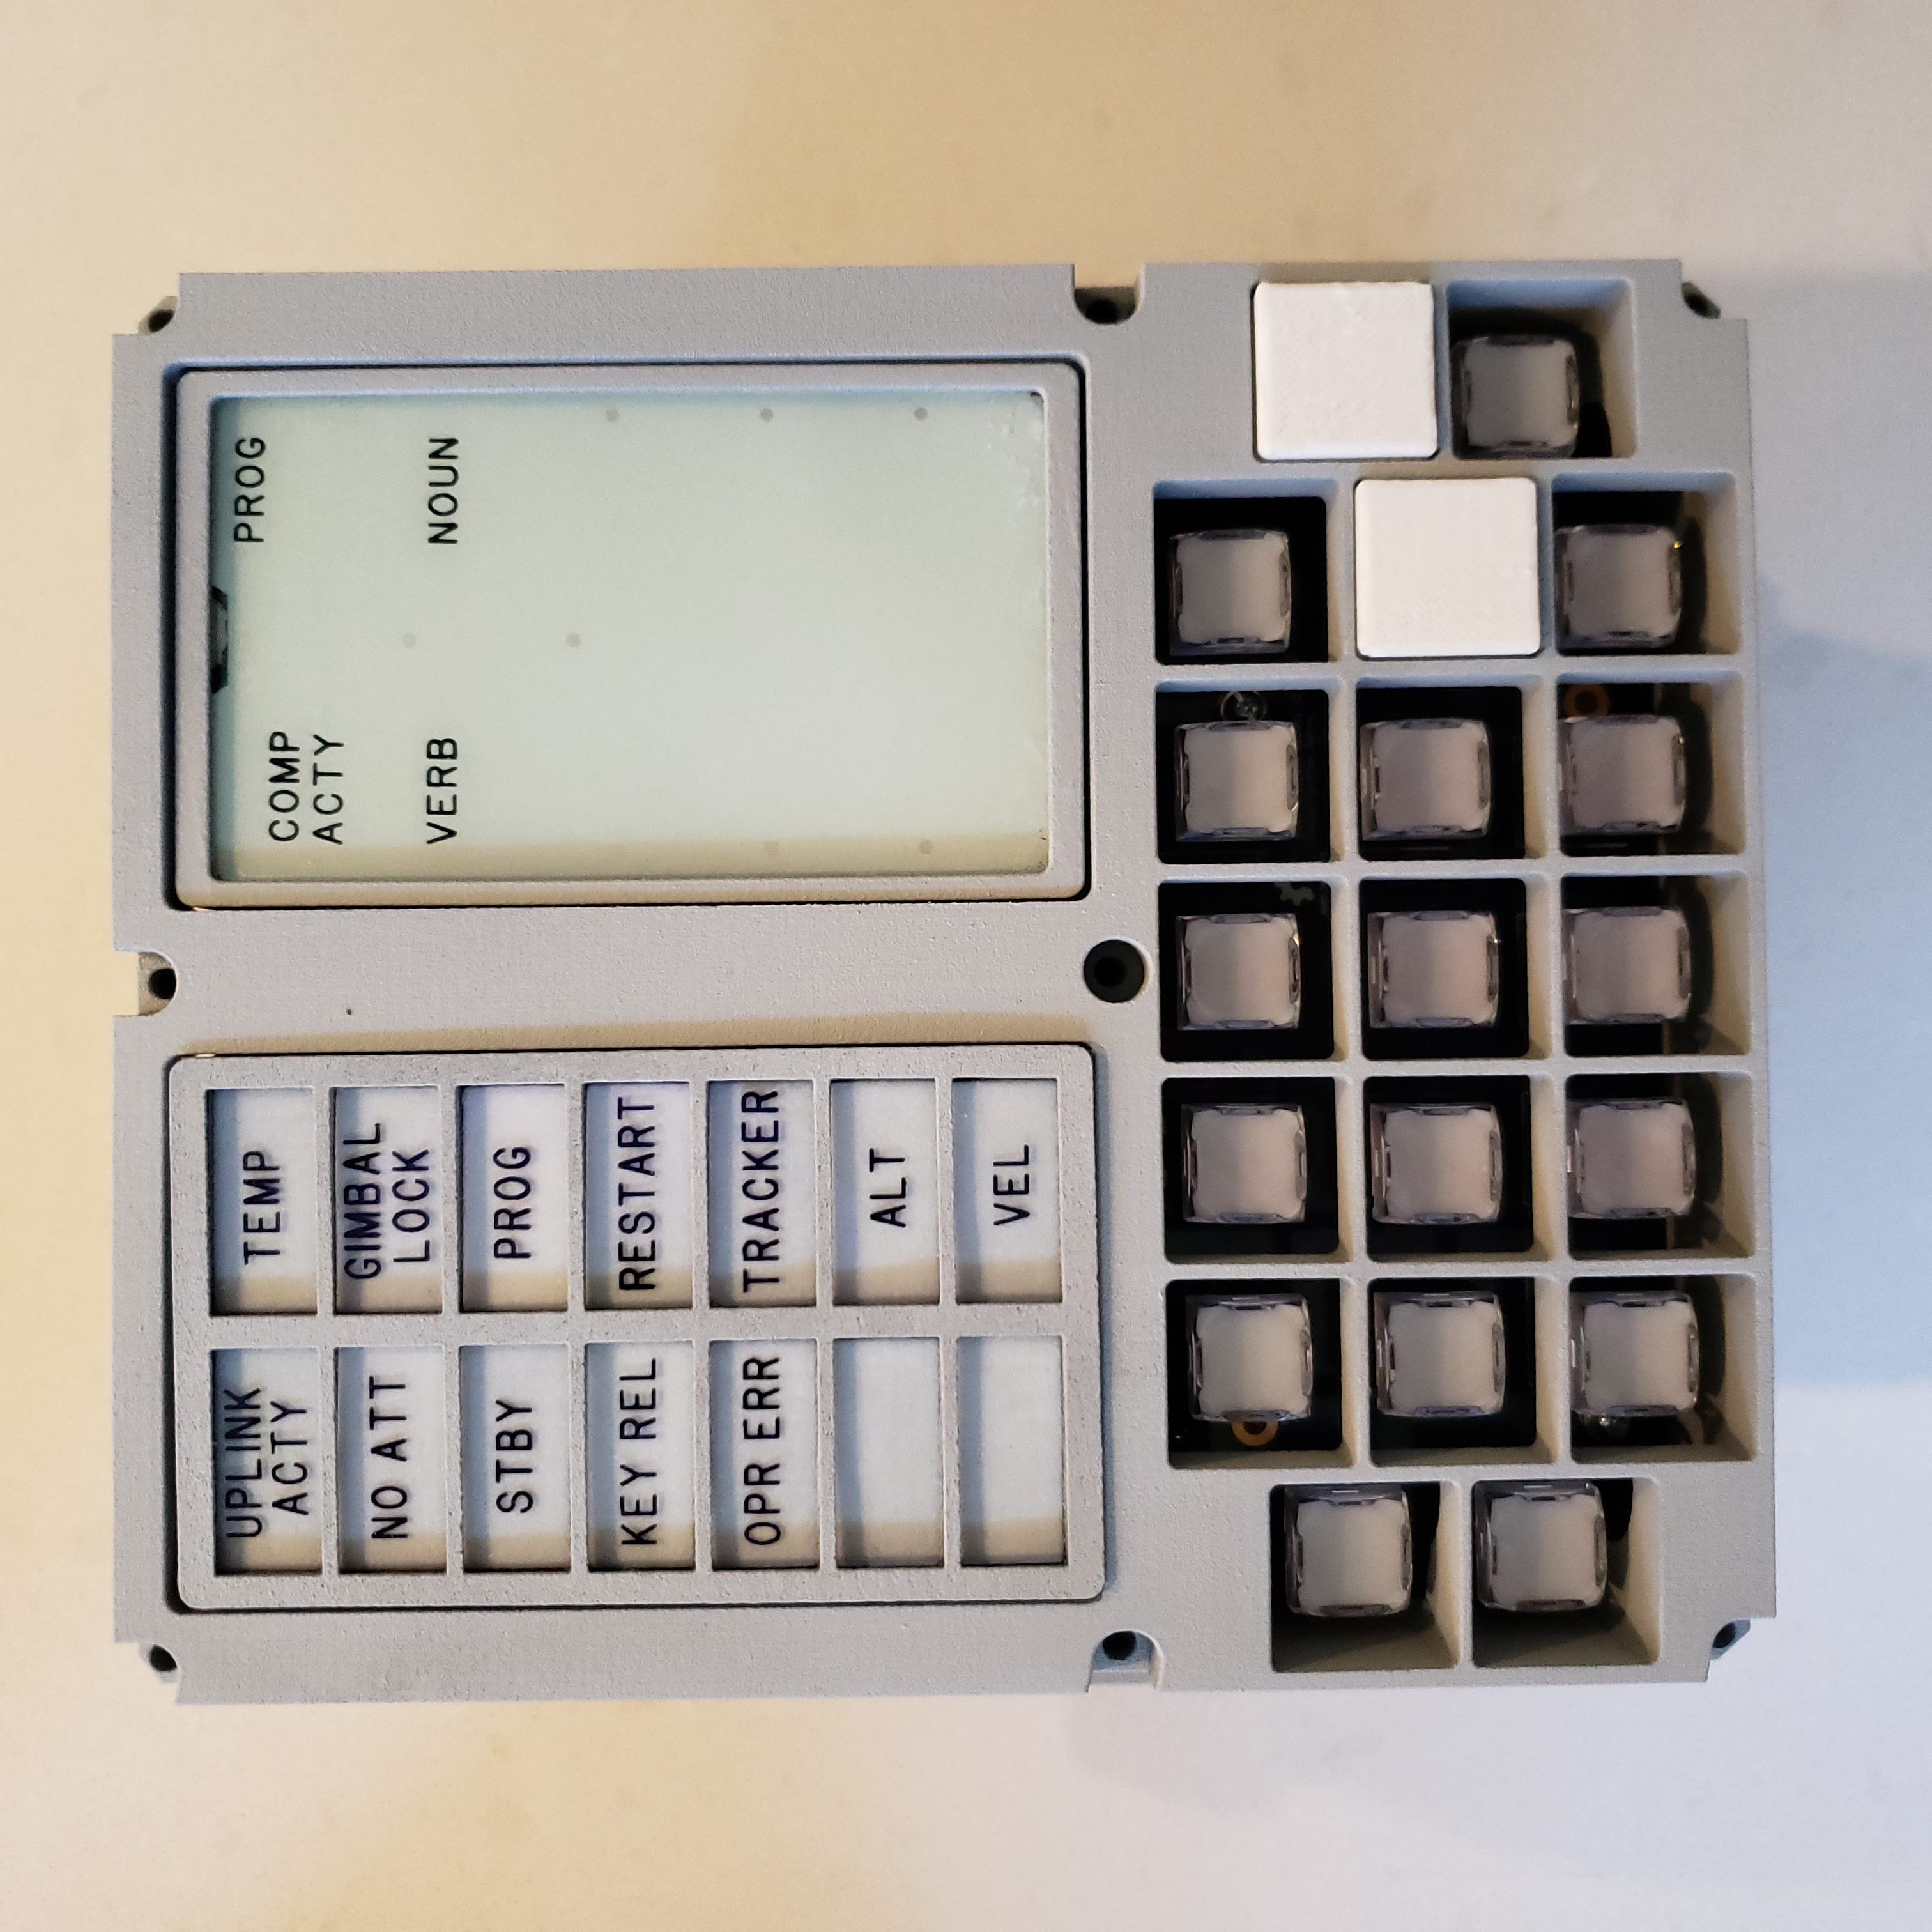 UPLINK
ACTY
TEMP
NO ATT
GIMBAL
LOCK
STBY
PROG
KEY REL
RESTART
OPR ERR
TRACKER
ALT
VEL
PROG
COMP
ACTY
VERB
NOUN